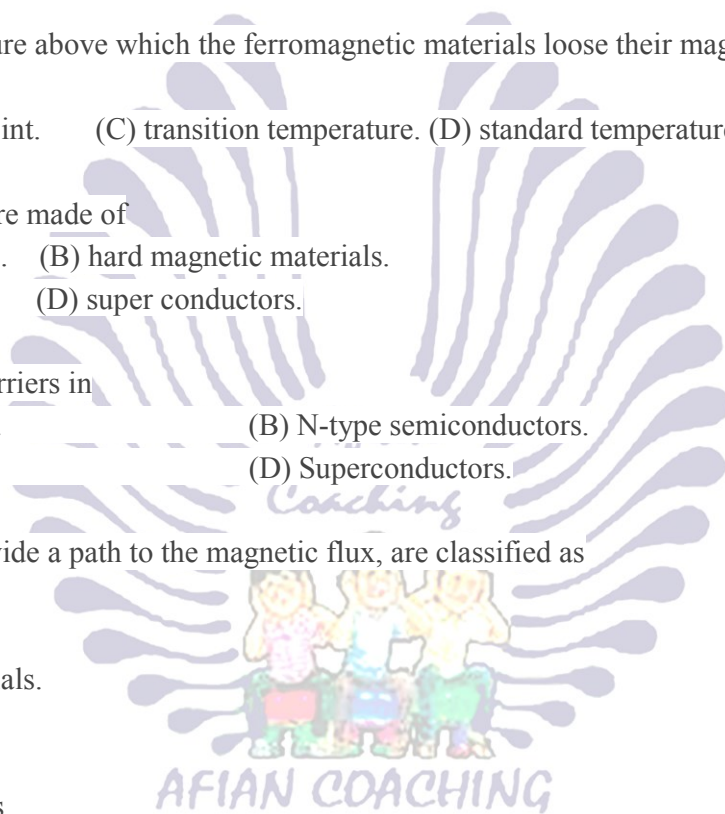 ure above which the ferromagnetic materials loose their mag
int. (C) transition temperature. (D) standard temperature
re made of
. (B) hard magnetic materials.
(D) super conductors.
rriers in
(B) N-type semiconductors.
(D) Superconductors.
Coaching
vide a path to the magnetic flux, are classified as
als.
AFIAN COACHING
s